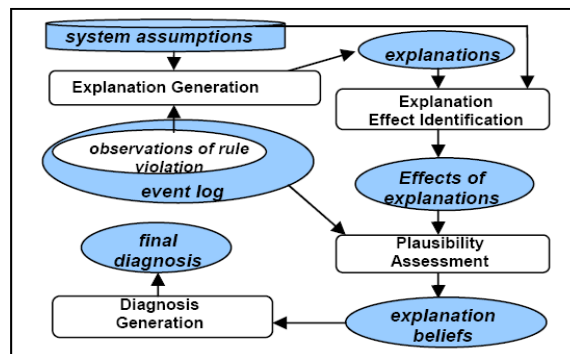 system assumptions
explanations
Explanation Generation
Explanation
Effect Identification
observations of rule
violation
event log
Effects of
explanations
final
diagnosis
Plausibility
Assessment
Diagnosis
Generation
explanation
beliefs